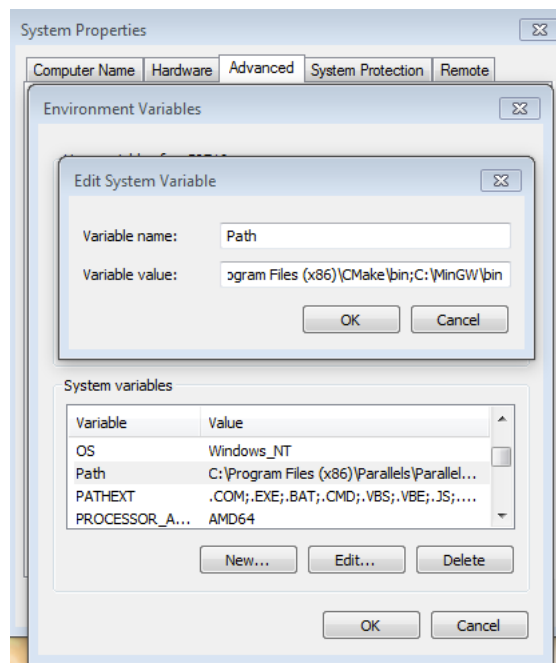 System Properties
Computer Name Hardware Advanced System Protection Remote
Environment Variables
Edit System Variable
Variable name: Path
Variable value: ogram Files (x86)\CMake\bin;C:\MinGW\bin
OK Cancel
System variables
Variable Value
OS Windows_NT
Path C:\Program Files (x86)\Parallels\Parallel...
PATHEXT .COM;.EXE;.BAT;.CMD;.VBS;.VBE;.JS;....
PROCESSOR_A... AMD64
New... Edit... Delete
OK Cancel